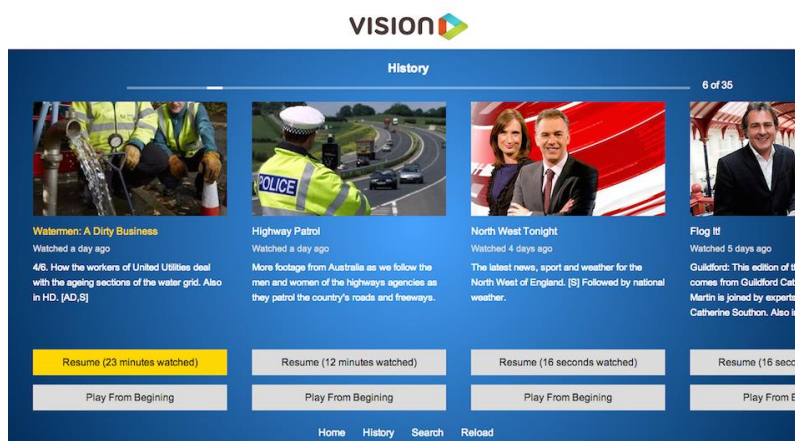 VISION
History
6 of 35
POLICE
Watermen: A Dirty Business
Watched a day ago
4/6. How the workers of United Utilities deal
with the ageing sections of the water grid. Also
in HD. [AD,S]
Resume (23 minutes watched)
Play From Begining
Highway Patrol
Watched a day ago
More footage from Australia as we follow the
men and women of the highways agencies as
they patrol the country's roads and freeways.
Resume (12 minutes watched)
Play From Begining
North West Tonight
Watched 4 days ago
The latest news, sport and weather for the
North West of England. [S] Followed by national
weather.
Resume (16 seconds watched)
Play From Begining
Flog It!
Watched 5 days ago
Guildford: This edition of
comes from Guildford
Martin is joined by experts
Catherine Southon. Also
Resume (16
Play From
Home History Search Reload